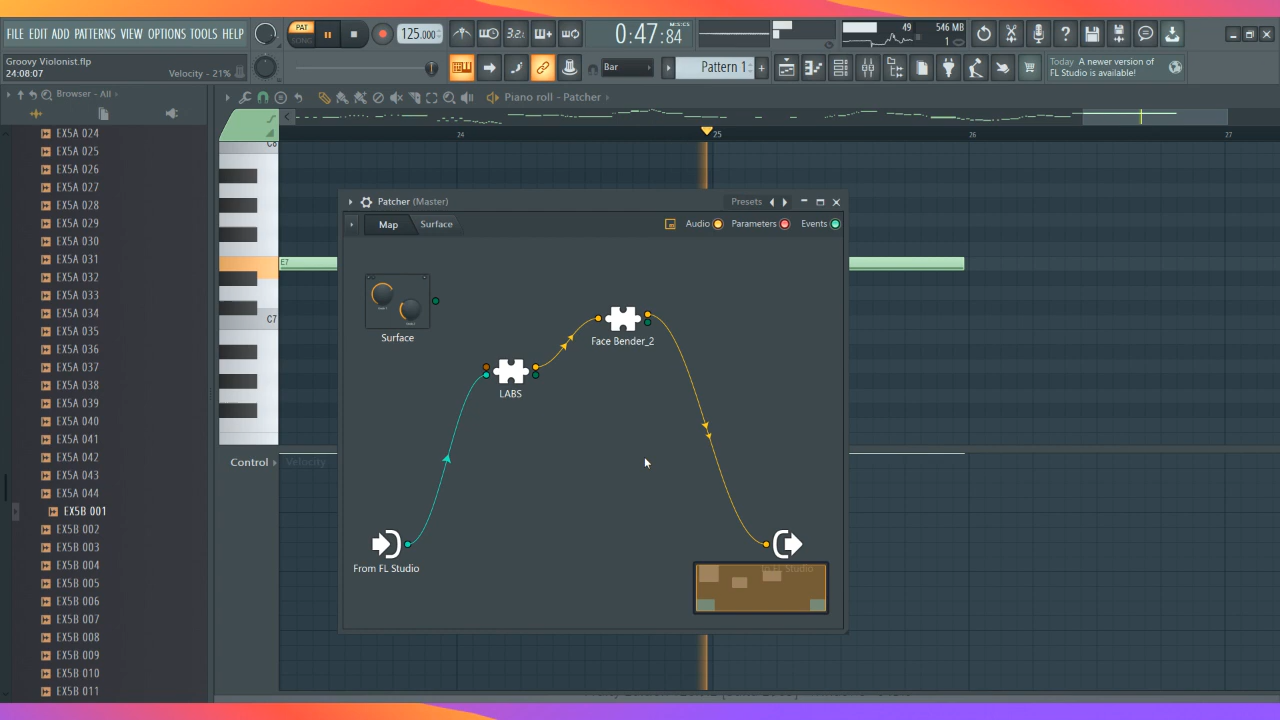 FILE EDIT ADD PATTERNS VIEW OPTIONS TOOLS HELP
PAT
SONG
125.000
3.2.
0:47:84
M:S:CS
49
546 MB
1
Groovy Violonist.flp
24:08:07
Velocity - 21%
Bar
Pattern 1
Today
A newer version of
FL Studio is available!
Browser - All
Piano roll - Patcher
24
25
26
27
EX5A 024
EX5A 025
EX5A 026
EX5A 027
EX5A 028
EX5A 029
EX5A 030
EX5A 031
EX5A 032
EX5A 033
EX5A 034
EX5A 035
EX5A 036
EX5A 037
EX5A 038
EX5A 039
EX5A 040
EX5A 041
EX5A 042
EX5A 043
EX5A 044
EX5B 001
EX5B 002
EX5B 003
EX5B 004
EX5B 005
EX5B 006
EX5B 007
EX5B 008
EX5B 009
EX5B 010
EX5B 011
C8
E7
C7
Control
Velocity
Patcher (Master)
Presets
Map
Surface
Audio
Parameters
Events
Surface
Face Bender_2
LABS
From FL Studio
To FL Studio